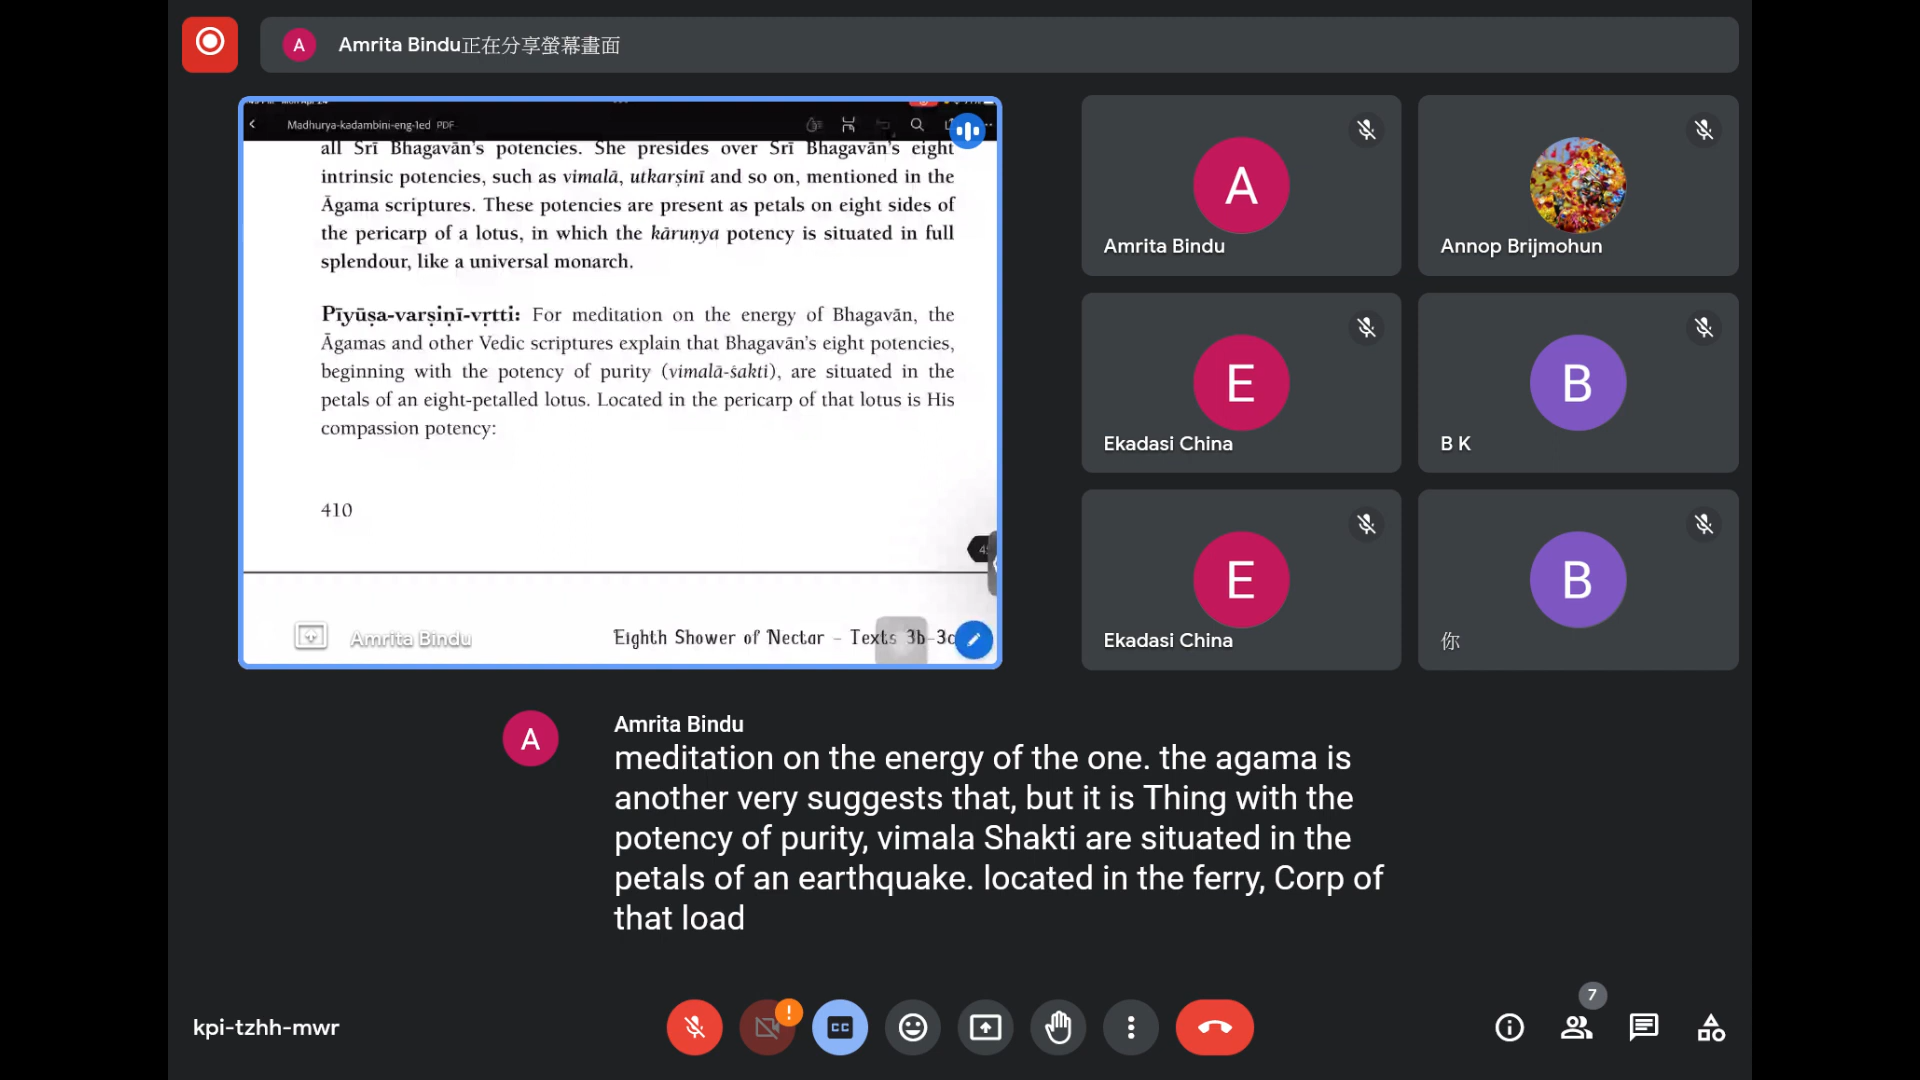 A Amrita Bindu正在分享螢幕畫面
Madhurya-kadambini-eng-1ed PDF
all Srī Bhagavān's potencies. She presides over Srī Bhagavān's eight
intrinsic potencies, such as vimalā, utkarṣinī and so on, mentioned in the
Āgama scriptures. These potencies are present as petals on eight sides of
the pericarp of a lotus, in which the kāruṇya potency is situated in full
splendour, like a universal monarch.
Pīyūṣa-varṣiṇī-vṛtti: For meditation on the energy of Bhagavān, the
Āgamas and other Vedic scriptures explain that Bhagavān's eight potencies,
beginning with the potency of purity (vimalā-śakti), are situated in the
petals of an eight-petalled lotus. Located in the pericarp of that lotus is His
compassion potency:
410
Eighth Shower of Nectar – Texts 3b–3c
Amrita Bindu
A
Amrita Bindu
Annop Brijmohun
E
Ekadasi China
B
B K
E
Ekadasi China
B
你
A
Amrita Bindu
meditation on the energy of the one. the agama is
another very suggests that, but it is Thing with the
potency of purity, vimala Shakti are situated in the
petals of an earthquake. located in the ferry, Corp of
that load
kpi-tzhh-mwr
!
CC
7